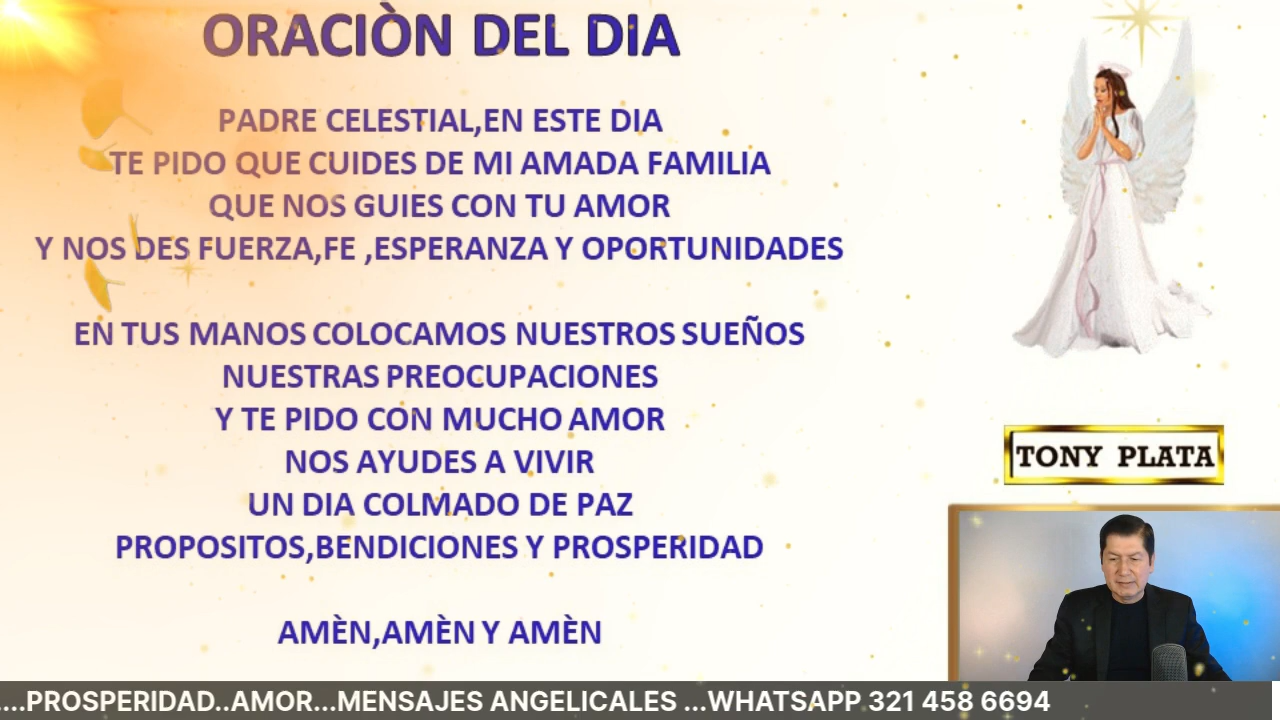 ORACIÒN DEL DiA
PADRE CELESTIAL,EN ESTE DIA
TE PIDO QUE CUIDES DE MI AMADA FAMILIA
QUE NOS GUIES CON TU AMOR
Y NOS DES FUERZA,FE ,ESPERANZA Y OPORTUNIDADES
EN TUS MANOS COLOCAMOS NUESTROS SUEÑOS
NUESTRAS PREOCUPACIONES
Y TE PIDO CON MUCHO AMOR
NOS AYUDES A VIVIR
UN DIA COLMADO DE PAZ
PROPOSITOS,BENDICIONES Y PROSPERIDAD
AMÈN,AMÈN Y AMÈN
TONY PLATA
....PROSPERIDAD..AMOR...MENSAJES ANGELICALES ...WHATSAPP 321 458 6694